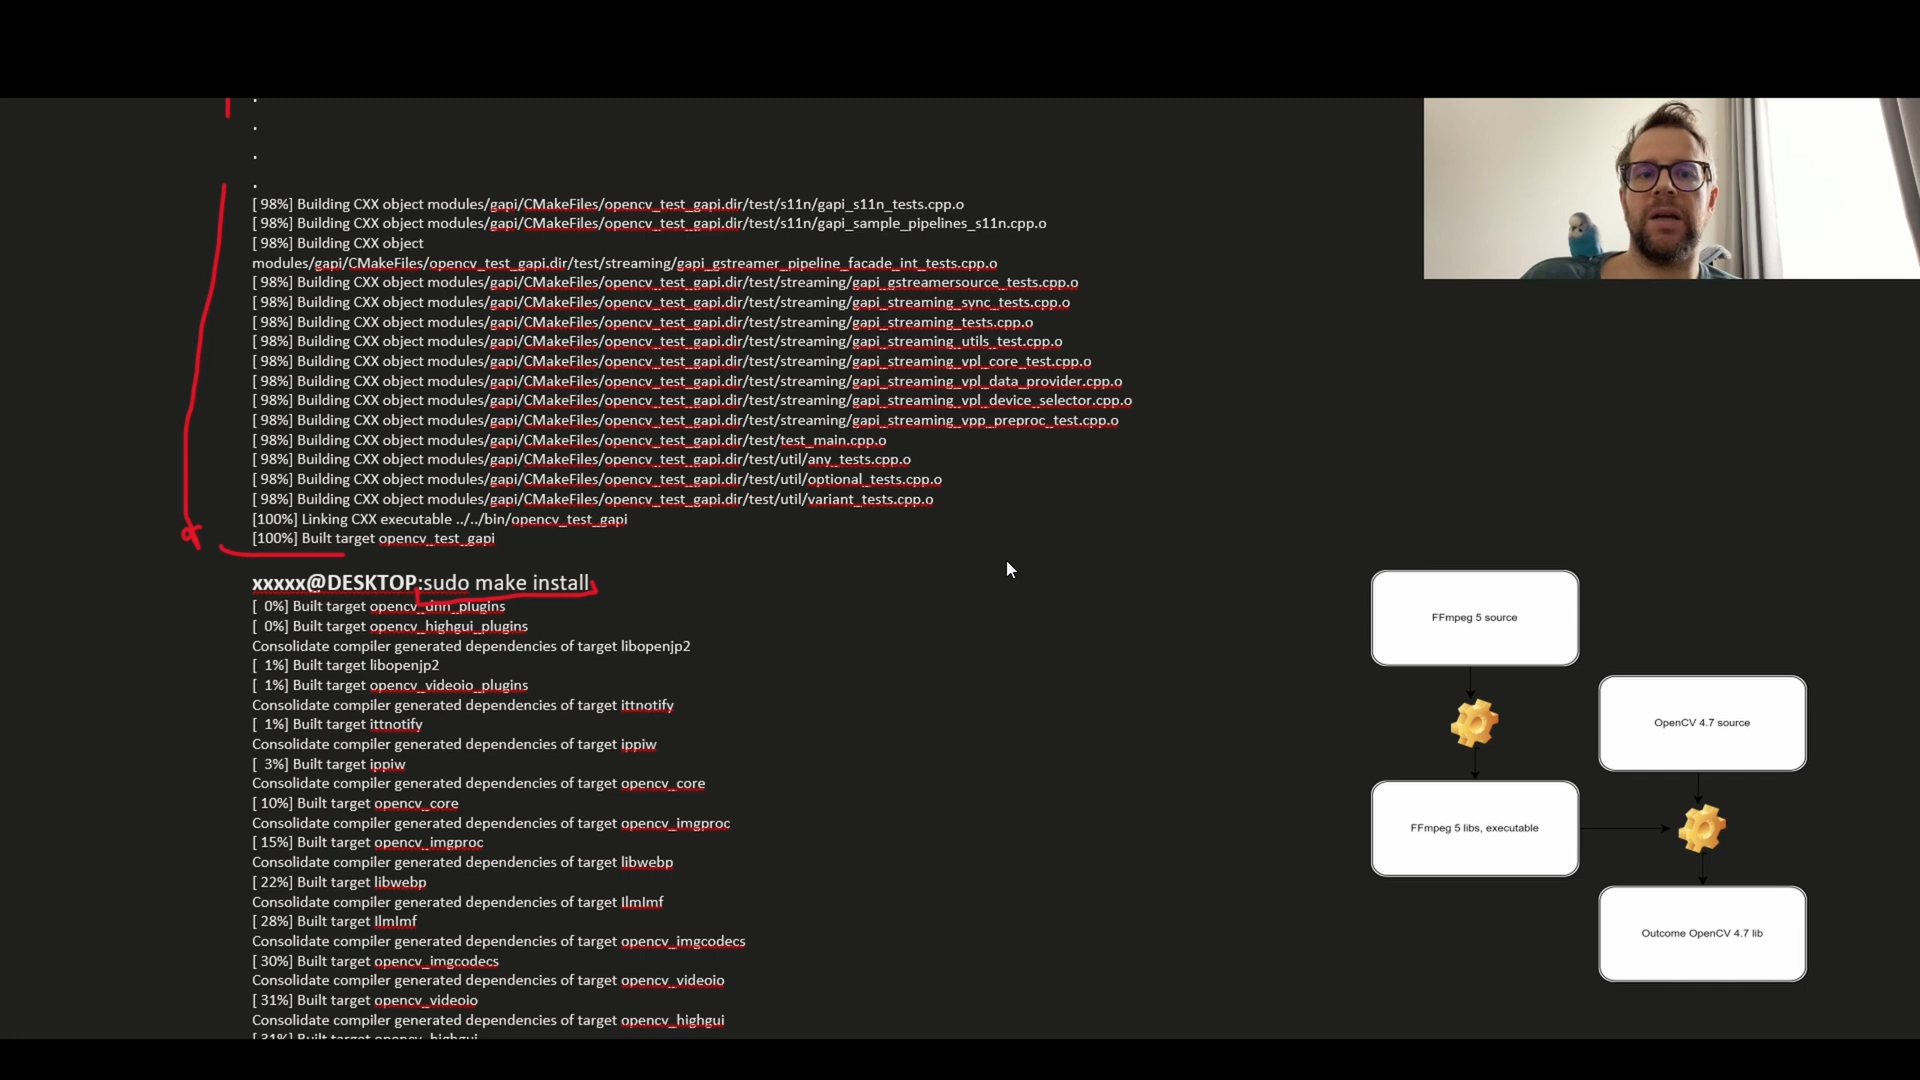 .
.
.
.
[ 98%] Building CXX object modules/gapi/CMakeFiles/opencv_test_gapi.dir/test/s11n/gapi_s11n_tests.cpp.o
[ 98%] Building CXX object modules/gapi/CMakeFiles/opencv_test_gapi.dir/test/s11n/gapi_sample_pipelines_s11n.cpp.o
[ 98%] Building CXX object
modules/gapi/CMakeFiles/opencv_test_gapi.dir/test/streaming/gapi_gstreamer_pipeline_facade_int_tests.cpp.o
[ 98%] Building CXX object modules/gapi/CMakeFiles/opencv_test_gapi.dir/test/streaming/gapi_gstreamersource_tests.cpp.o
[ 98%] Building CXX object modules/gapi/CMakeFiles/opencv_test_gapi.dir/test/streaming/gapi_streaming_sync_tests.cpp.o
[ 98%] Building CXX object modules/gapi/CMakeFiles/opencv_test_gapi.dir/test/streaming/gapi_streaming_tests.cpp.o
[ 98%] Building CXX object modules/gapi/CMakeFiles/opencv_test_gapi.dir/test/streaming/gapi_streaming_utils_test.cpp.o
[ 98%] Building CXX object modules/gapi/CMakeFiles/opencv_test_gapi.dir/test/streaming/gapi_streaming_vpl_core_test.cpp.o
[ 98%] Building CXX object modules/gapi/CMakeFiles/opencv_test_gapi.dir/test/streaming/gapi_streaming_vpl_data_provider.cpp.o
[ 98%] Building CXX object modules/gapi/CMakeFiles/opencv_test_gapi.dir/test/streaming/gapi_streaming_vpl_device_selector.cpp.o
[ 98%] Building CXX object modules/gapi/CMakeFiles/opencv_test_gapi.dir/test/streaming/gapi_streaming_vpp_preproc_test.cpp.o
[ 98%] Building CXX object modules/gapi/CMakeFiles/opencv_test_gapi.dir/test/test_main.cpp.o
[ 98%] Building CXX object modules/gapi/CMakeFiles/opencv_test_gapi.dir/test/util/any_tests.cpp.o
[ 98%] Building CXX object modules/gapi/CMakeFiles/opencv_test_gapi.dir/test/util/optional_tests.cpp.o
[ 98%] Building CXX object modules/gapi/CMakeFiles/opencv_test_gapi.dir/test/util/variant_tests.cpp.o
[100%] Linking CXX executable ../../bin/opencv_test_gapi
[100%] Built target opencv_test_gapi
xxxxx@DESKTOP:sudo make install
[  0%] Built target opencv_dnn_plugins
[  0%] Built target opencv_highgui_plugins
Consolidate compiler generated dependencies of target libopenjp2
[  1%] Built target libopenjp2
[  1%] Built target opencv_videoio_plugins
Consolidate compiler generated dependencies of target ittnotify
[  1%] Built target ittnotify
Consolidate compiler generated dependencies of target ippiw
[  3%] Built target ippiw
Consolidate compiler generated dependencies of target opencv_core
[ 10%] Built target opencv_core
Consolidate compiler generated dependencies of target opencv_imgproc
[ 15%] Built target opencv_imgproc
Consolidate compiler generated dependencies of target libwebp
[ 22%] Built target libwebp
Consolidate compiler generated dependencies of target IlmImf
[ 28%] Built target IlmImf
Consolidate compiler generated dependencies of target opencv_imgcodecs
[ 30%] Built target opencv_imgcodecs
Consolidate compiler generated dependencies of target opencv_videoio
[ 31%] Built target opencv_videoio
Consolidate compiler generated dependencies of target opencv_highgui
[ 31%] Built target opencv_highgui
FFmpeg 5 source
OpenCV 4.7 source
FFmpeg 5 libs, executable
Outcome OpenCV 4.7 lib